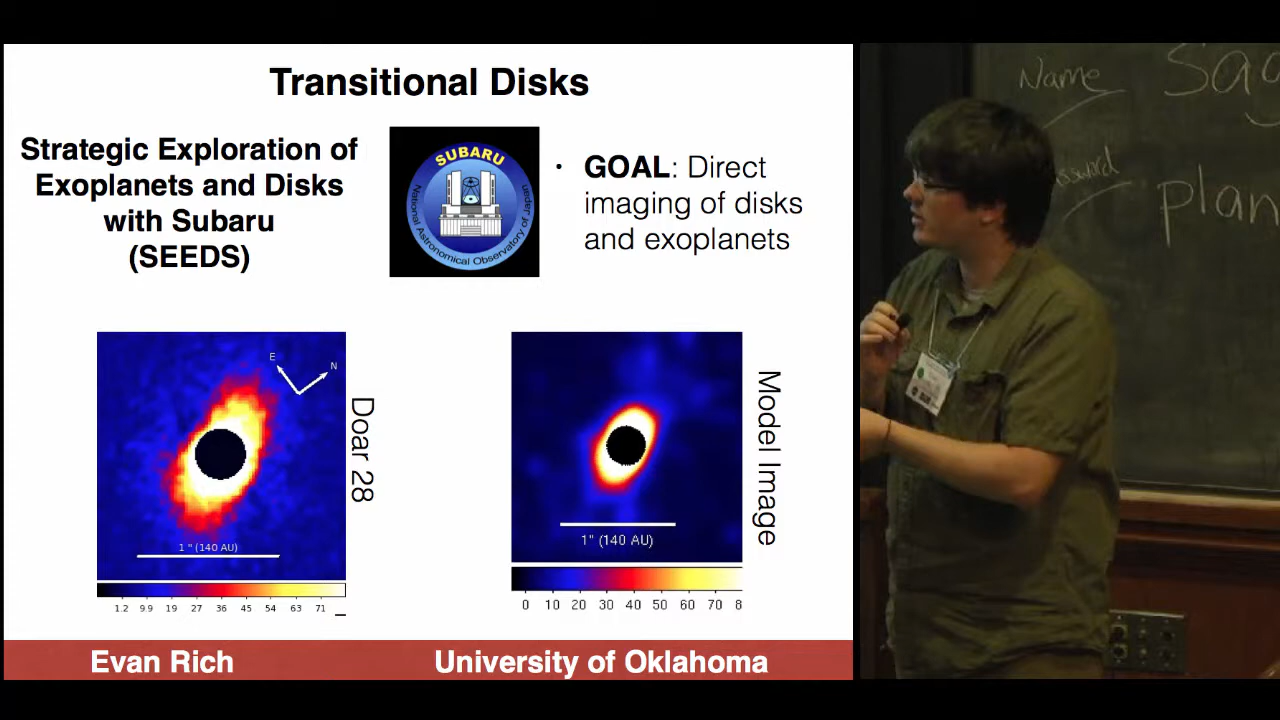 Transitional Disks
Strategic Exploration of
Exoplanets and Disks
with Subaru
(SEEDS)
SUBARU
National Astronomical Observatory of Japan
• GOAL: Direct
imaging of disks
and exoplanets
E
N
1 " (140 AU)
Doar 28
1.2 9.9 19 27 36 45 54 63 71
1" (140 AU)
Model Image
0 10 20 30 40 50 60 70 8
Evan Rich
University of Oklahoma
Name
Sag
assword
plan